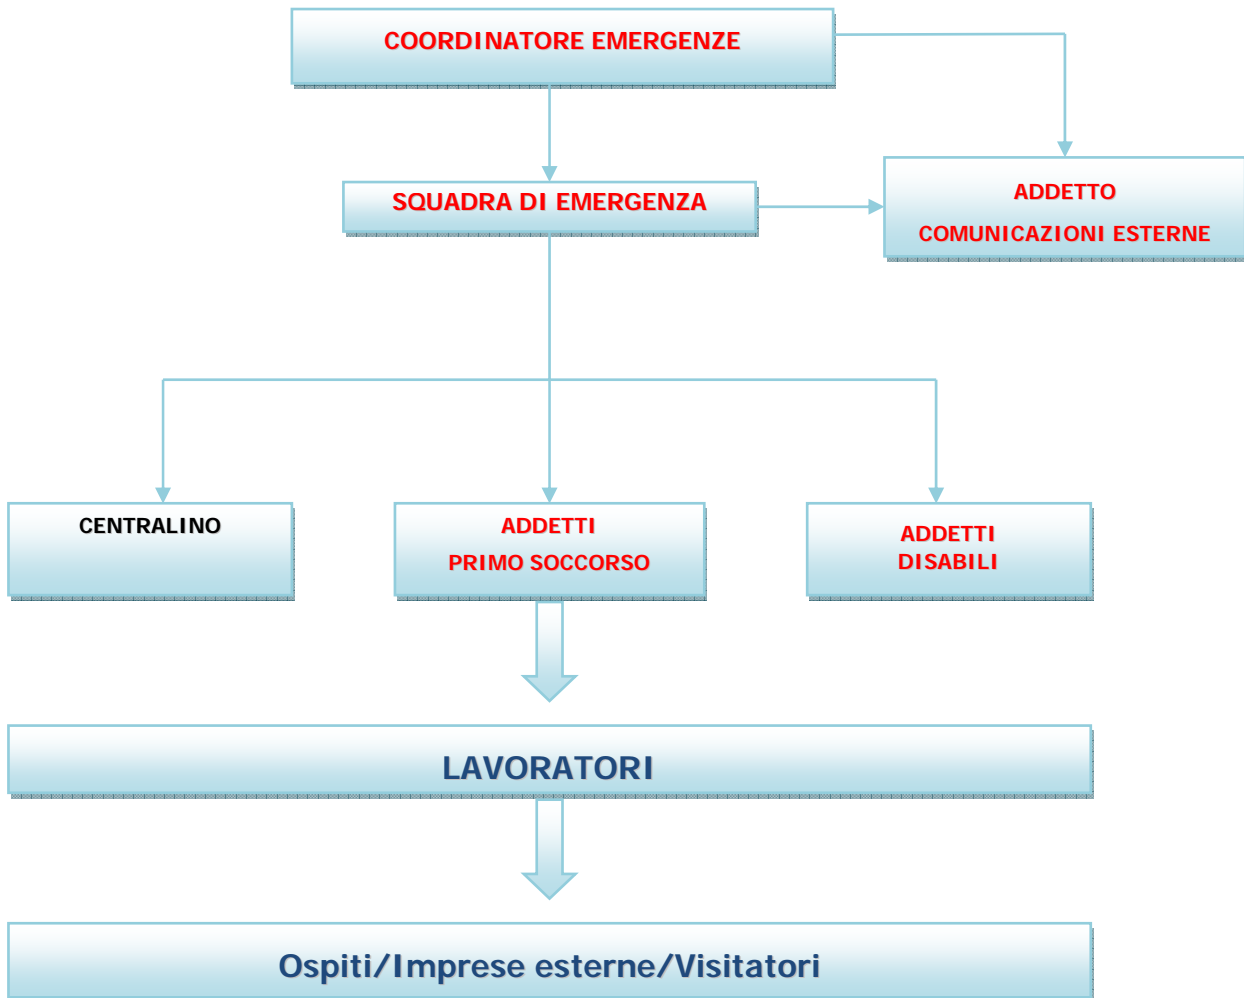 COORDINATORE EMERGENZE
SQUADRA DI EMERGENZA
ADDETTO
COMUNICAZIONI ESTERNE
CENTRALINO
ADDETTI
PRIMO SOCCORSO
ADDETTI
DISABILI
LAVORATORI
Ospiti/Imprese esterne/Visitatori